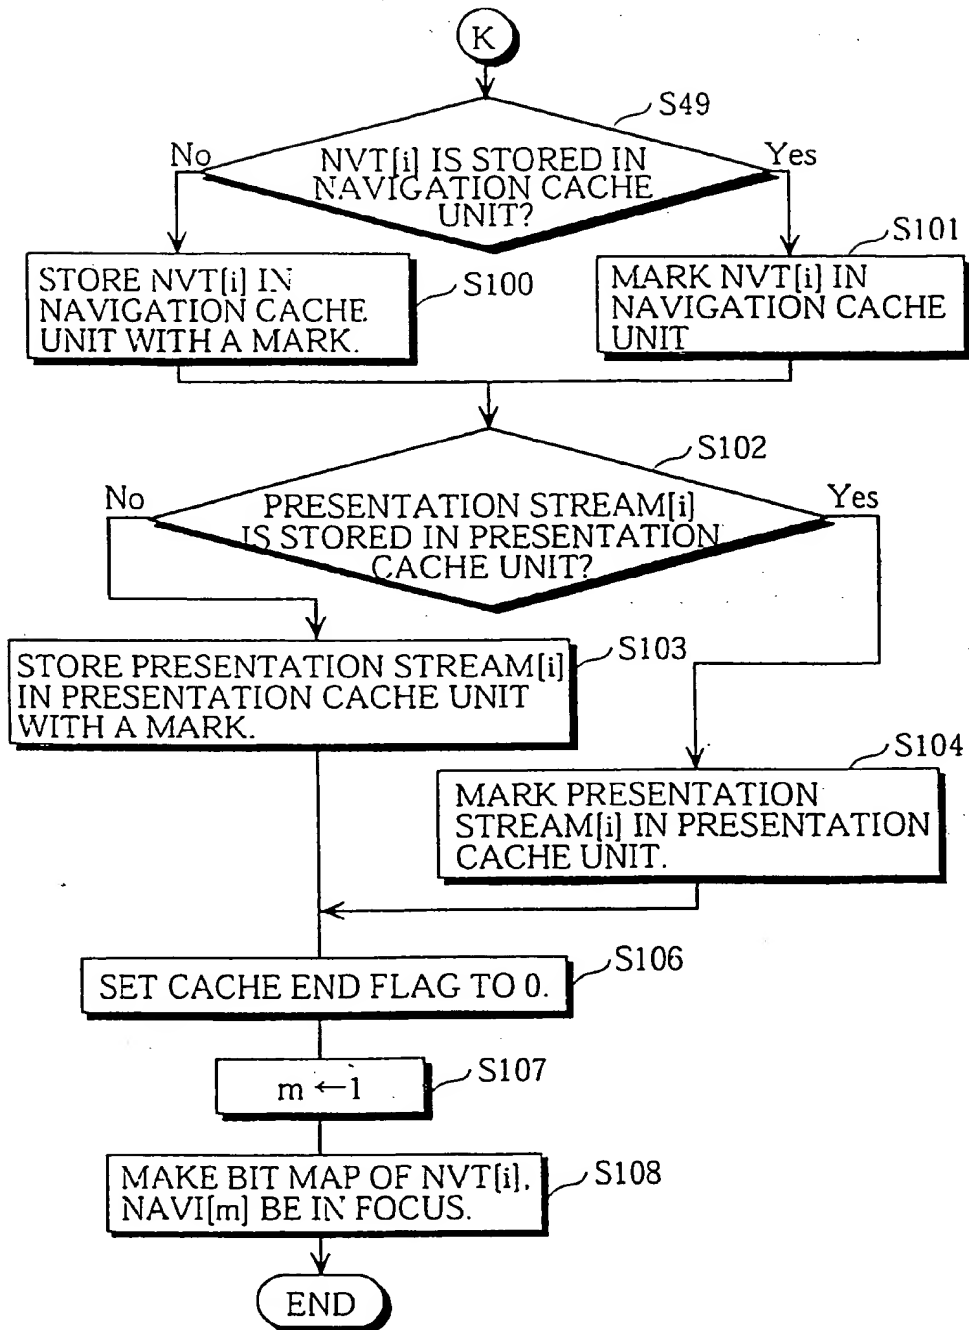 K
S49
No
Yes
NVT[i] IS STORED IN
NAVIGATION CACHE
UNIT?
S101
STORE NVT[i] IN
NAVIGATION CACHE
UNIT WITH A MARK.
S100
MARK NVT[i] IN
NAVIGATION CACHE
UNIT
S102
No
Yes
PRESENTATION STREAM[i]
IS STORED IN PRESENTATION
CACHE UNIT?
STORE PRESENTATION STREAM[i]
IN PRESENTATION CACHE UNIT
WITH A MARK.
S103
S104
MARK PRESENTATION
STREAM[i] IN PRESENTATION
CACHE UNIT.
SET CACHE END FLAG TO 0.
S106
m ←1
S107
MAKE BIT MAP OF NVT[i],
NAVI[m] BE IN FOCUS.
S108
END